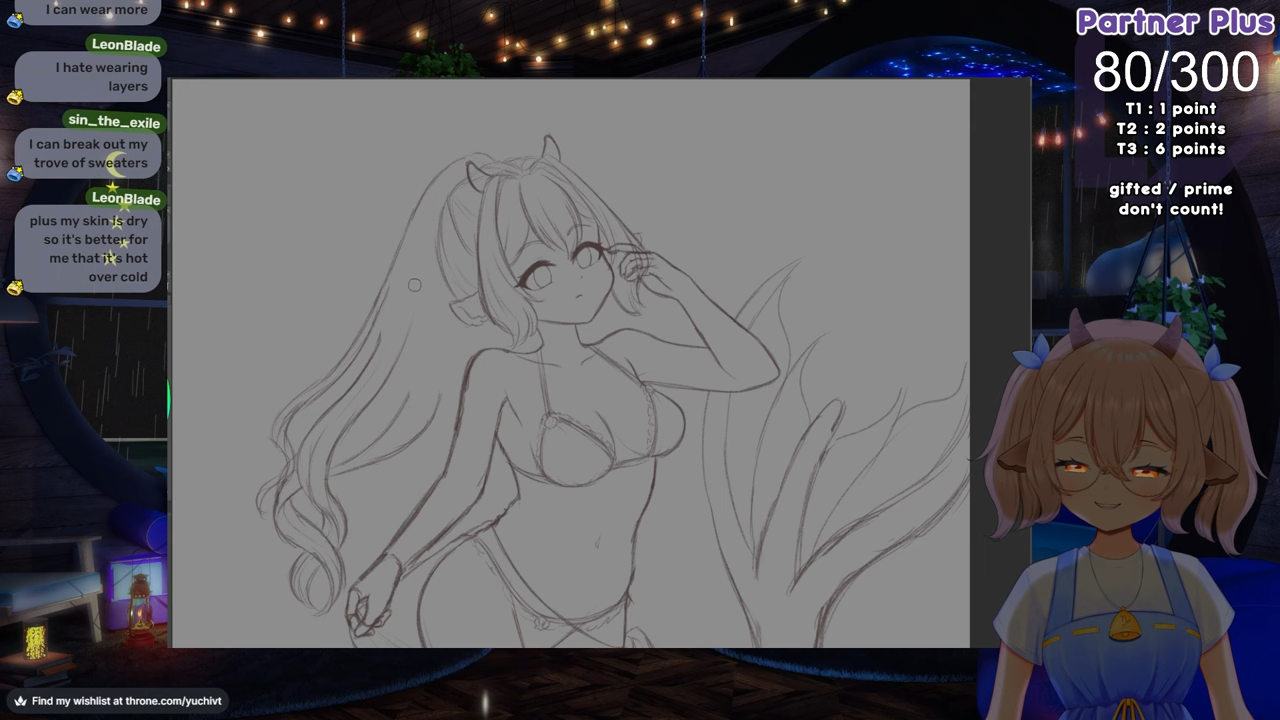 I can wear more
LeonBlade
I hate wearing
layers
sin_the_exile
I can break out my
trove of sweaters
LeonBlade
plus my skin is dry
so it's better for
me that it's hot
over cold
Partner Plus
80/300
T1 : 1 point
T2 : 2 points
T3 : 6 points
gifted / prime
don't count!
Find my wishlist at throne.com/yuchivt